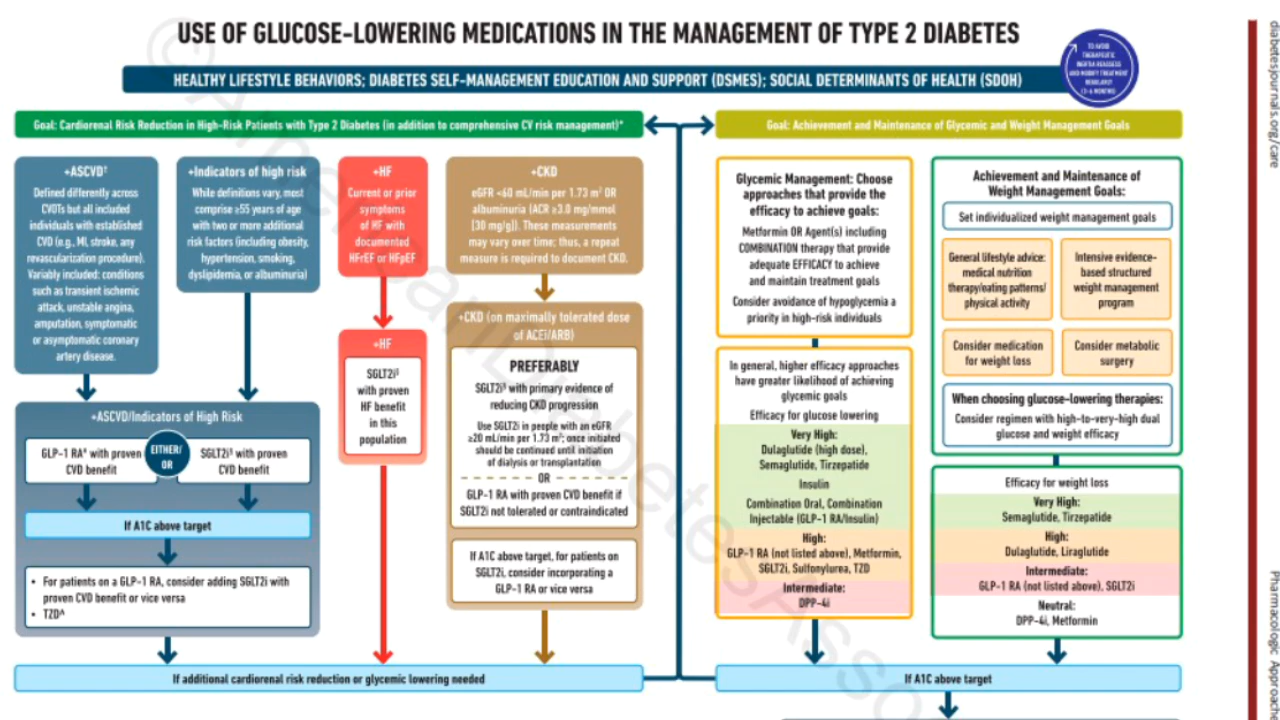 USE OF GLUCOSE-LOWERING MEDICATIONS IN THE MANAGEMENT OF TYPE 2 DIABETES
HEALTHY LIFESTYLE BEHAVIORS; DIABETES SELF-MANAGEMENT EDUCATION AND SUPPORT (DSMES); SOCIAL DETERMINANTS OF HEALTH (SDOH)
TO AVOID
THERAPEUTIC
INERTIA REASSESS
AND MODIFY TREATMENT
REGULARLY
(3-6 MONTHS)
Goal: Cardiorenal Risk Reduction in High-Risk Patients with Type 2 Diabetes (in addition to comprehensive CV risk management)*
+ASCVD†
Defined differently across
CVOTs but all included
individuals with established
CVD (e.g., MI, stroke, any
revascularization procedure).
Variably included: conditions
such as transient ischemic
attack, unstable angina,
amputation, symptomatic
or asymptomatic coronary
artery disease.
+Indicators of high risk
While definitions vary, most
comprise ≥55 years of age
with two or more additional
risk factors (including obesity,
hypertension, smoking,
dyslipidemia, or albuminuria)
+HF
Current or prior
symptoms
of HF with
documented
HFrEF or HFpEF
+CKD
eGFR <60 mL/min per 1.73 m² OR
albuminuria (ACR ≥3.0 mg/mmol
[30 mg/g]). These measurements
may vary over time; thus, a repeat
measure is required to document CKD.
+ASCVD/Indicators of High Risk
GLP-1 RA# with proven
CVD benefit
EITHER/
OR
SGLT2i§ with proven
CVD benefit
If A1C above target
• For patients on a GLP-1 RA, consider adding SGLT2i with
proven CVD benefit or vice versa
• TZD^
+HF
SGLT2i§
with proven
HF benefit
in this
population
+CKD (on maximally tolerated dose
of ACEi/ARB)
PREFERABLY
SGLT2i§ with primary evidence of
reducing CKD progression
Use SGLT2i in people with an eGFR
≥20 mL/min per 1.73 m²; once initiated
should be continued until initiation
of dialysis or transplantation
OR
GLP-1 RA with proven CVD benefit if
SGLT2i not tolerated or contraindicated
If A1C above target, for patients on
SGLT2i, consider incorporating a
GLP-1 RA or vice versa
If additional cardiorenal risk reduction or glycemic lowering needed
Goal: Achievement and Maintenance of Glycemic and Weight Management Goals
Glycemic Management: Choose
approaches that provide the
efficacy to achieve goals:
Metformin OR Agent(s) including
COMBINATION therapy that provide
adequate EFFICACY to achieve
and maintain treatment goals
Consider avoidance of hypoglycemia a
priority in high-risk individuals
In general, higher efficacy approaches
have greater likelihood of achieving
glycemic goals
Efficacy for glucose lowering
Very High:
Dulaglutide (high dose),
Semaglutide, Tirzepatide
Insulin
Combination Oral, Combination
Injectable (GLP-1 RA/Insulin)
High:
GLP-1 RA (not listed above), Metformin,
SGLT2i, Sulfonylurea, TZD
Intermediate:
DPP-4i
Achievement and Maintenance of
Weight Management Goals:
Set individualized weight management goals
General lifestyle advice:
medical nutrition
therapy/eating patterns/
physical activity
Intensive evidence-
based structured
weight management
program
Consider medication
for weight loss
Consider metabolic
surgery
When choosing glucose-lowering therapies:
Consider regimen with high-to-very-high dual
glucose and weight efficacy
Efficacy for weight loss
Very High:
Semaglutide, Tirzepatide
High:
Dulaglutide, Liraglutide
Intermediate:
GLP-1 RA (not listed above), SGLT2i
Neutral:
DPP-4i, Metformin
If A1C above target
diabetesjournals.org/care
Pharmacologic
©American Diabetes Asso